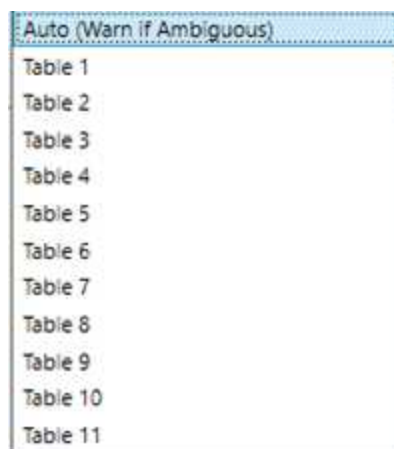 Auto (Warn if Ambiguous)
Table 1
Table 2
Table 3
Table 4
Table 5
Table 6
Table 7
Table 8
Table 9
Table 10
Table 11